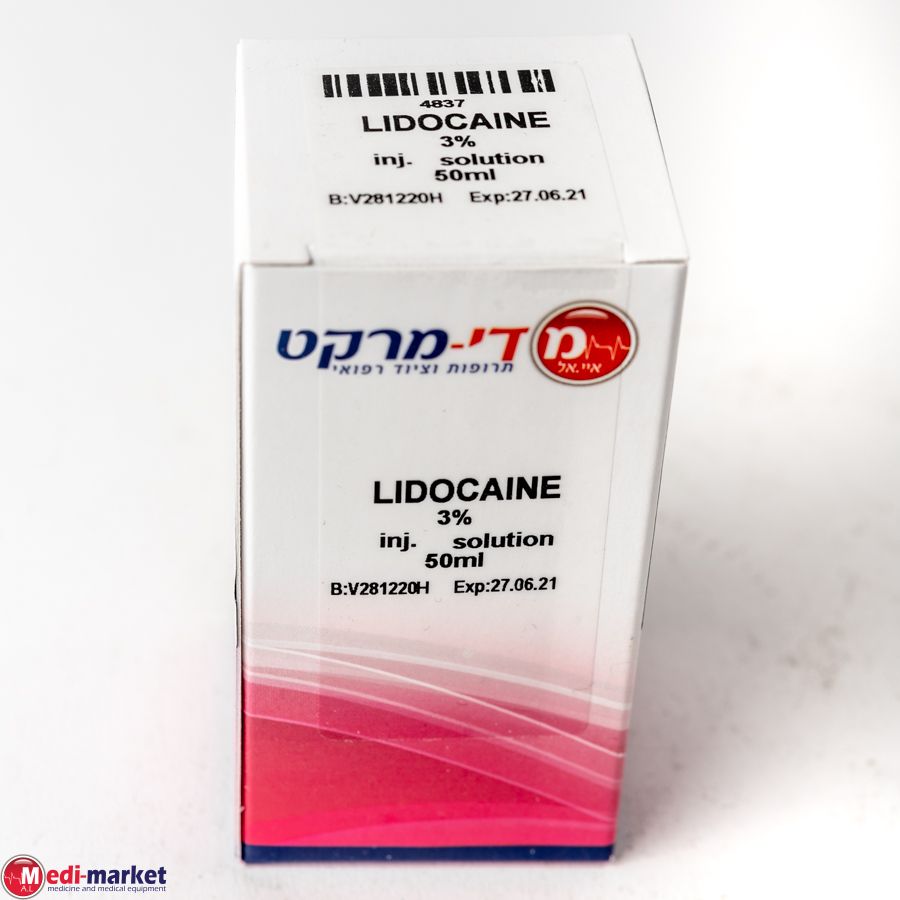 4837
LIDOCAINE
3%
inj. solution
50ml
B:V281220H Exp:27.06.21
מדי-מרקט
איי.אל
תרופות וציוד רפואי
LIDOCAINE
3%
inj. solution
50ml
B:V281220H Exp:27.06.21
Medi-market
A.L
medicine and medical equipment